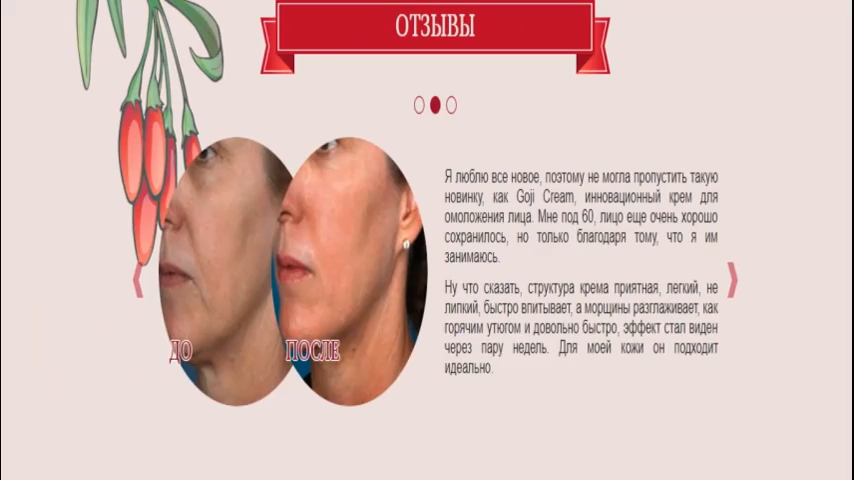 ОТЗЫВЫ
Я люблю все новое, поэтому не могла пропустить такую
новинку, как Goji Cream, инновационный крем для
омоложения лица. Мне под 60, лицо еще очень хорошо
сохранилось, но только благодаря тому, что я им
занимаюсь.
Ну что сказать, структура крема приятная, легкий, не
липкий, быстро впитывает, а морщины разглаживает, как
горячим утюгом и довольно быстро, эффект стал виден
через пару недель. Для моей кожи он подходит
идеально.
ДО
ПОСЛЕ